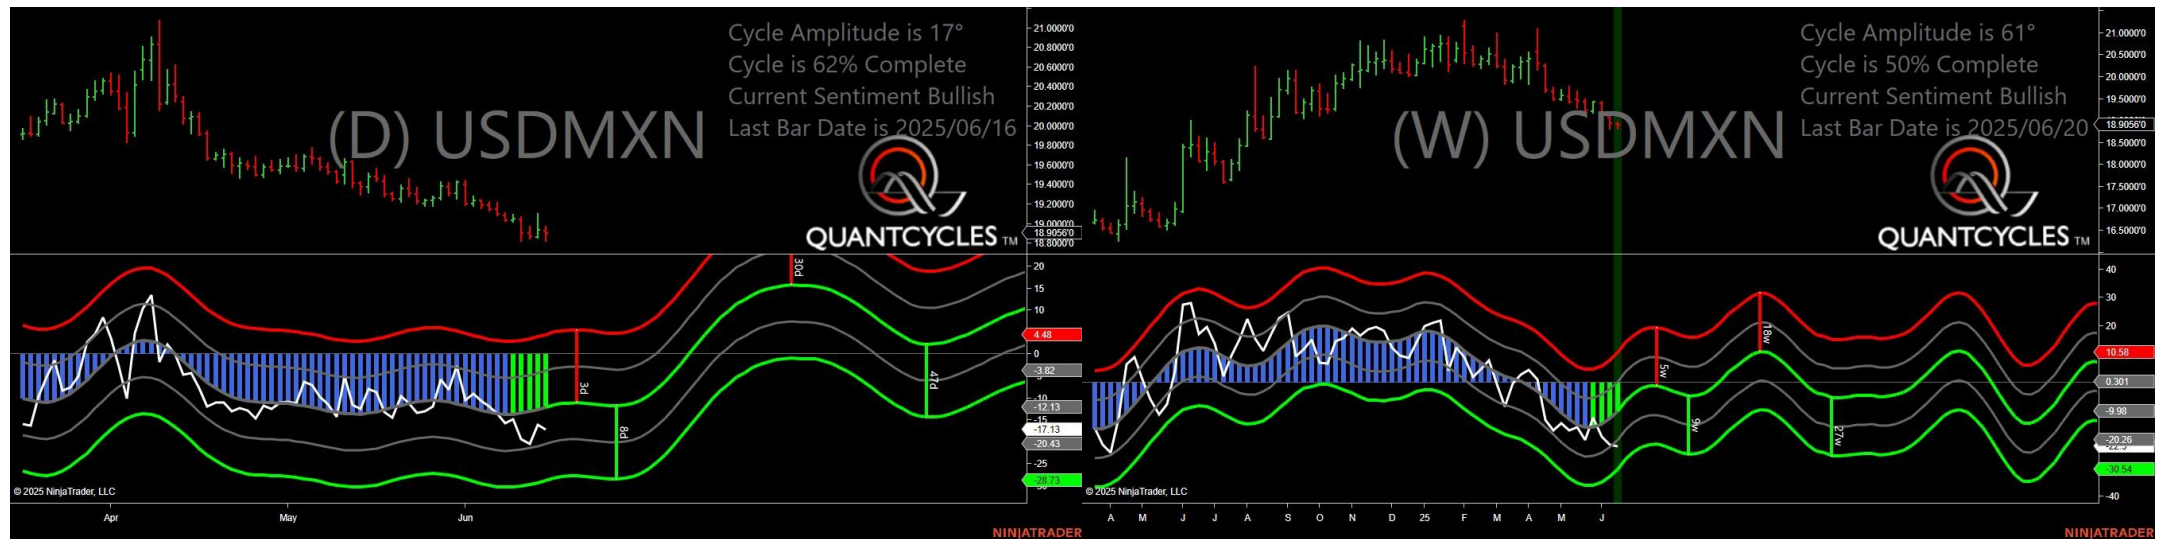 Cycle Amplitude is 17°
Cycle is 62% Complete
Current Sentiment Bullish
Last Bar Date is 2025/06/16
(D) USDMXN
QUANTCYCLES TM
21.0000'0
20.8000'0
20.6000'0
20.4000'0
20.2000'0
20.0000'0
19.8000'0
19.6000'0
19.4000'0
19.2000'0
19.0000'0
18.9056'0
18.8000'0
30d
3d
8d
47d
20
15
10
4.48
0
-3.82
-10
-12.13
-15
-17.13
-20.43
-25
-28.73
© 2025 NinjaTrader, LLC
Apr May Jun
NINJATRADER
Cycle Amplitude is 61°
Cycle is 50% Complete
Current Sentiment Bullish
Last Bar Date is 2025/06/20
(W) USDMXN
QUANTCYCLES TM
21.0000'0
20.5000'0
20.0000'0
19.5000'0
18.9056'0
18.5000'0
18.0000'0
17.5000'0
17.0000'0
16.5000'0
5w
9w
18w
27w
40
30
20
10.58
0.301
-9.98
-20.26
-30.54
-40
© 2025 NinjaTrader, LLC
A M J J A S O N D 25 F M A M J
NINJATRADER